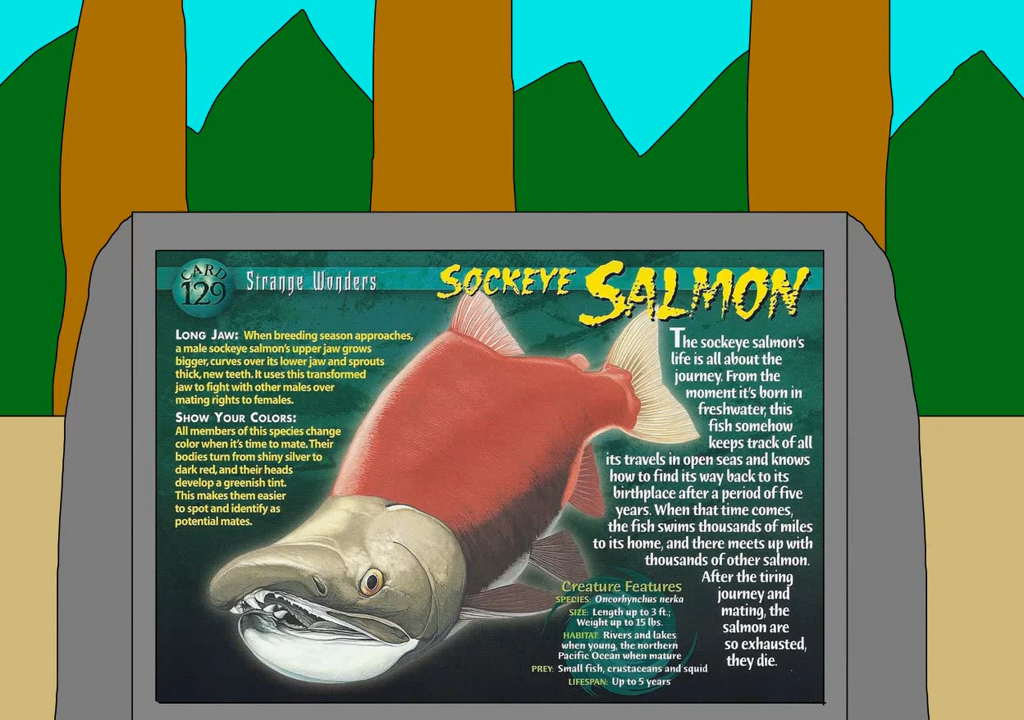 CARD
129
Strange Wonders
SOCKEYE SALMON
LONG JAW: When breeding season approaches,
a male sockeye salmon's upper jaw grows
bigger, curves over its lower jaw and sprouts
thick, new teeth. It uses this transformed
jaw to fight with other males over
mating rights to females.
SHOW YOUR COLORS:
All members of this species change
color when it's time to mate. Their
bodies turn from shiny silver to
dark red, and their heads
develop a greenish tint.
This makes them easier
to spot and identify as
potential mates.
The sockeye salmon's
life is all about the
journey. From the
moment it's born in
freshwater, this
fish somehow
keeps track of all
its travels in open seas and knows
how to find its way back to its
birthplace after a period of five
years. When that time comes,
the fish swims thousands of miles
to its home, and there meets up with
thousands of other salmon.
After the tiring
journey and
mating, the
salmon are
so exhausted,
they die.
Creature Features
SPECIES: Oncorhynchus nerka
SIZE: Length up to 3 ft.;
Weight up to 15 lbs.
HABITAT: Rivers and lakes
when young, the northern
Pacific Ocean when mature
PREY: Small fish, crustaceans and squid
LIFESPAN: Up to 5 years